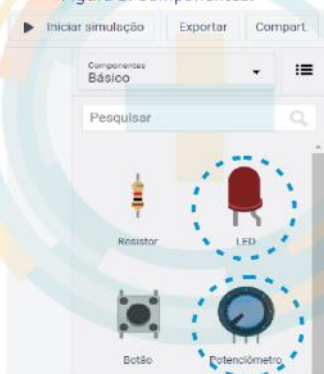 Iniciar simulação Exportar Compart.
Componentes
Básico
Pesquisar
Resistor LED
Botão Potenciômetro